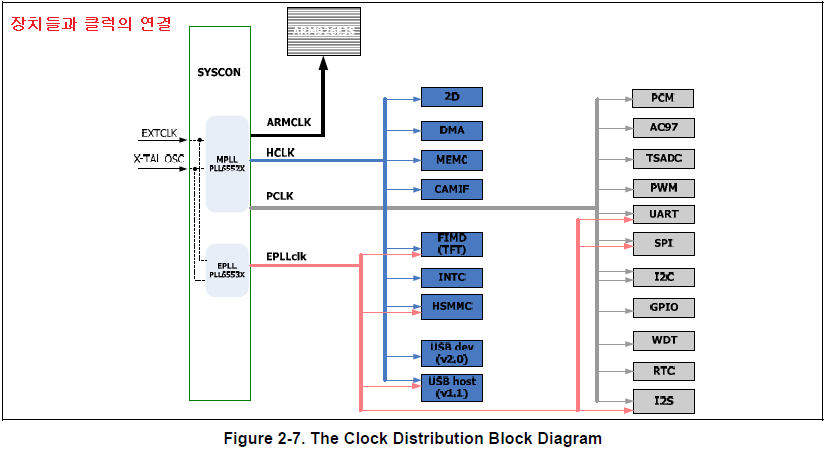 장치들과 클럭의 연결
ARM926EJS
SYSCON
EXTCLK
X-TAL OSC
MPLL
PLL6552X
EPLL
PLL6553X
ARMCLK
HCLK
PCLK
EPLLclk
2D
DMA
MEMC
CAMIF
FIMD
(TFT)
INTC
HSMMC
USB dev
(v2.0)
USB host
(v1.1)
PCM
AC97
TSADC
PWM
UART
SPI
I2C
GPIO
WDT
RTC
I2S
Figure 2-7. The Clock Distribution Block Diagram